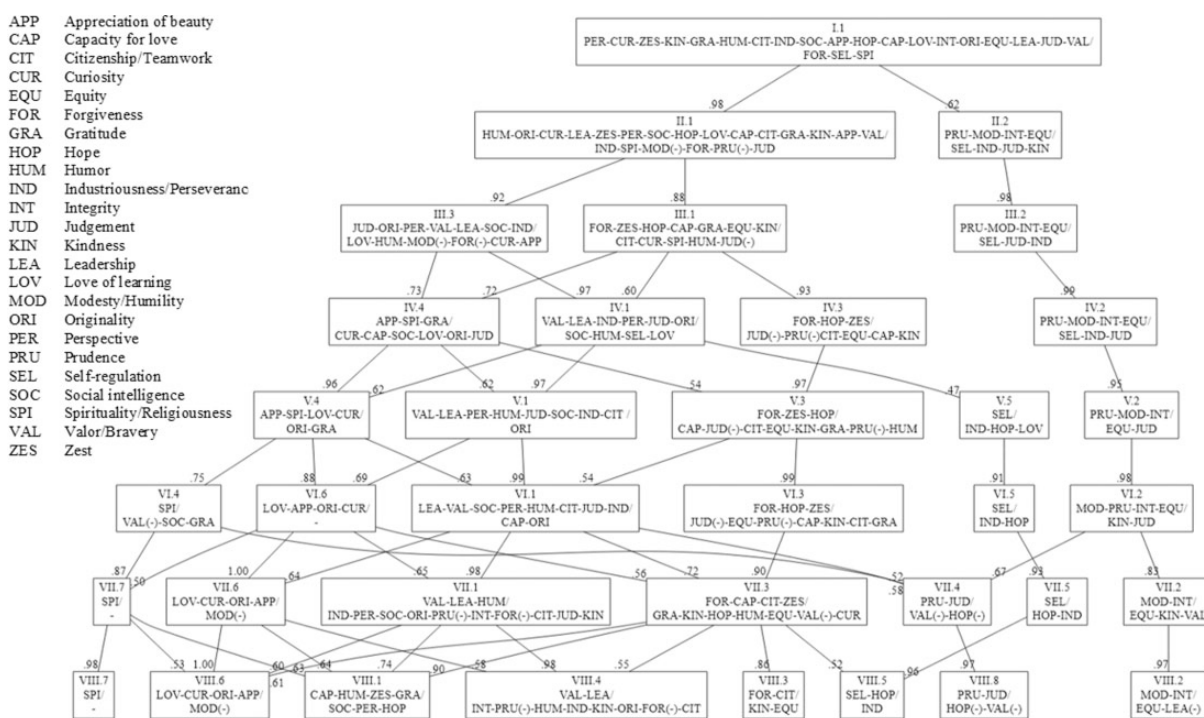 APP Appreciation of beauty
CAP Capacity for love
CIT Citizenship/Teamwork
CUR Curiosity
EQU Equity
FOR Forgiveness
GRA Gratitude
HOP Hope
HUM Humor
IND Industriousness/Perseveranc
INT Integrity
JUD Judgement
KIN Kindness
LEA Leadership
LOV Love of learning
MOD Modesty/Humility
ORI Originality
PER Perspective
PRU Prudence
SEL Self-regulation
SOC Social intelligence
SPI Spirituality/Religiousness
VAL Valor/Bravery
ZES Zest
I.1
PER-CUR-ZES-KIN-GRA-HUM-CIT-IND-SOC-APP-HOP-CAP-LOV-INT-ORI-EQU-LEA-JUD-VAL/
FOR-SEL-SPI
.98 .62
II.1
HUM-ORI-CUR-LEA-ZES-PER-SOC-HOP-LOV-CAP-CIT-GRA-KIN-APP-VAL/
IND-SPI-MOD(-)-FOR-PRU(-)-JUD
II.2
PRU-MOD-INT-EQU/
SEL-IND-JUD-KIN
.92 .88 .98
III.3
JUD-ORI-PER-VAL-LEA-SOC-IND/
LOV-HUM-MOD(-)-FOR(-)-CUR-APP
III.1
FOR-ZES-HOP-CAP-GRA-EQU-KIN/
CIT-CUR-SPI-HUM-JUD(-)
III.2
PRU-MOD-INT-EQU/
SEL-JUD-IND
.73 .72 .97 .60 .93 .99
IV.4
APP-SPI-GRA/
CUR-CAP-SOC-LOV-ORI-JUD
IV.1
VAL-LEA-IND-PER-JUD-ORI/
SOC-HUM-SEL-LOV
IV.3
FOR-HOP-ZES/
JUD(-)-PRU(-)CIT-EQU-CAP-KIN
IV.2
PRU-MOD-INT-EQU/
SEL-IND-JUD
.96 .62 .62 .97 .54 .97 .47 .95
V.4
APP-SPI-LOV-CUR/
ORI-GRA
V.1
VAL-LEA-PER-HUM-JUD-SOC-IND-CIT /
ORI
V.3
FOR-ZES-HOP/
CAP-JUD(-)-CIT-EQU-KIN-GRA-PRU(-)-HUM
V.5
SEL/
IND-HOP-LOV
V.2
PRU-MOD-INT/
EQU-JUD
.75 .88 .69 .63 .99 .54 .99 .91 .98
VI.4
SPI/
VAL(-)-SOC-GRA
VI.6
LOV-APP-ORI-CUR/
-
VI.1
LEA-VAL-SOC-PER-HUM-CIT-JUD-IND/
CAP-ORI
VI.3
FOR-HOP-ZES/
JUD(-)-EQU-PRU(-)-CAP-KIN-CIT-GRA
VI.5
SEL/
IND-HOP
VI.2
MOD-PRU-INT-EQU/
KIN-JUD
.87 .50 1.00 .64 .65 .98 .56 .72 .90 .52 .58 .67 .93 .83
VII.7
SPI/
-
VII.6
LOV-CUR-ORI-APP/
MOD(-)
VII.1
VAL-LEA-HUM/
IND-PER-SOC-ORI-PRU(-)-INT-FOR(-)-CIT-JUD-KIN
VII.3
FOR-CAP-CIT-ZES/
GRA-KIN-HOP-HUM-EQU-VAL(-)-CUR
VII.4
PRU-JUD/
VAL(-)-HOP(-)
VII.5
SEL/
HOP-IND
VII.2
MOD-INT/
EQU-KIN-VAL
.98 .53 1.00 .60 .61 .63 .64 .74 .90 .58 .98 .55 .86 .52 .96 .97 .97
VIII.7
SPI/
-
VIII.6
LOV-CUR-ORI-APP/
MOD(-)
VIII.1
CAP-HUM-ZES-GRA/
SOC-PER-HOP
VIII.4
VAL-LEA/
INT-PRU(-)-HUM-IND-KIN-ORI-FOR(-)-CIT
VIII.3
FOR-CIT/
KIN-EQU
VIII.5
SEL-HOP/
IND
VIII.8
PRU-JUD/
HOP(-)-VAL(-)
VIII.2
MOD-INT/
EQU-LEA(-)